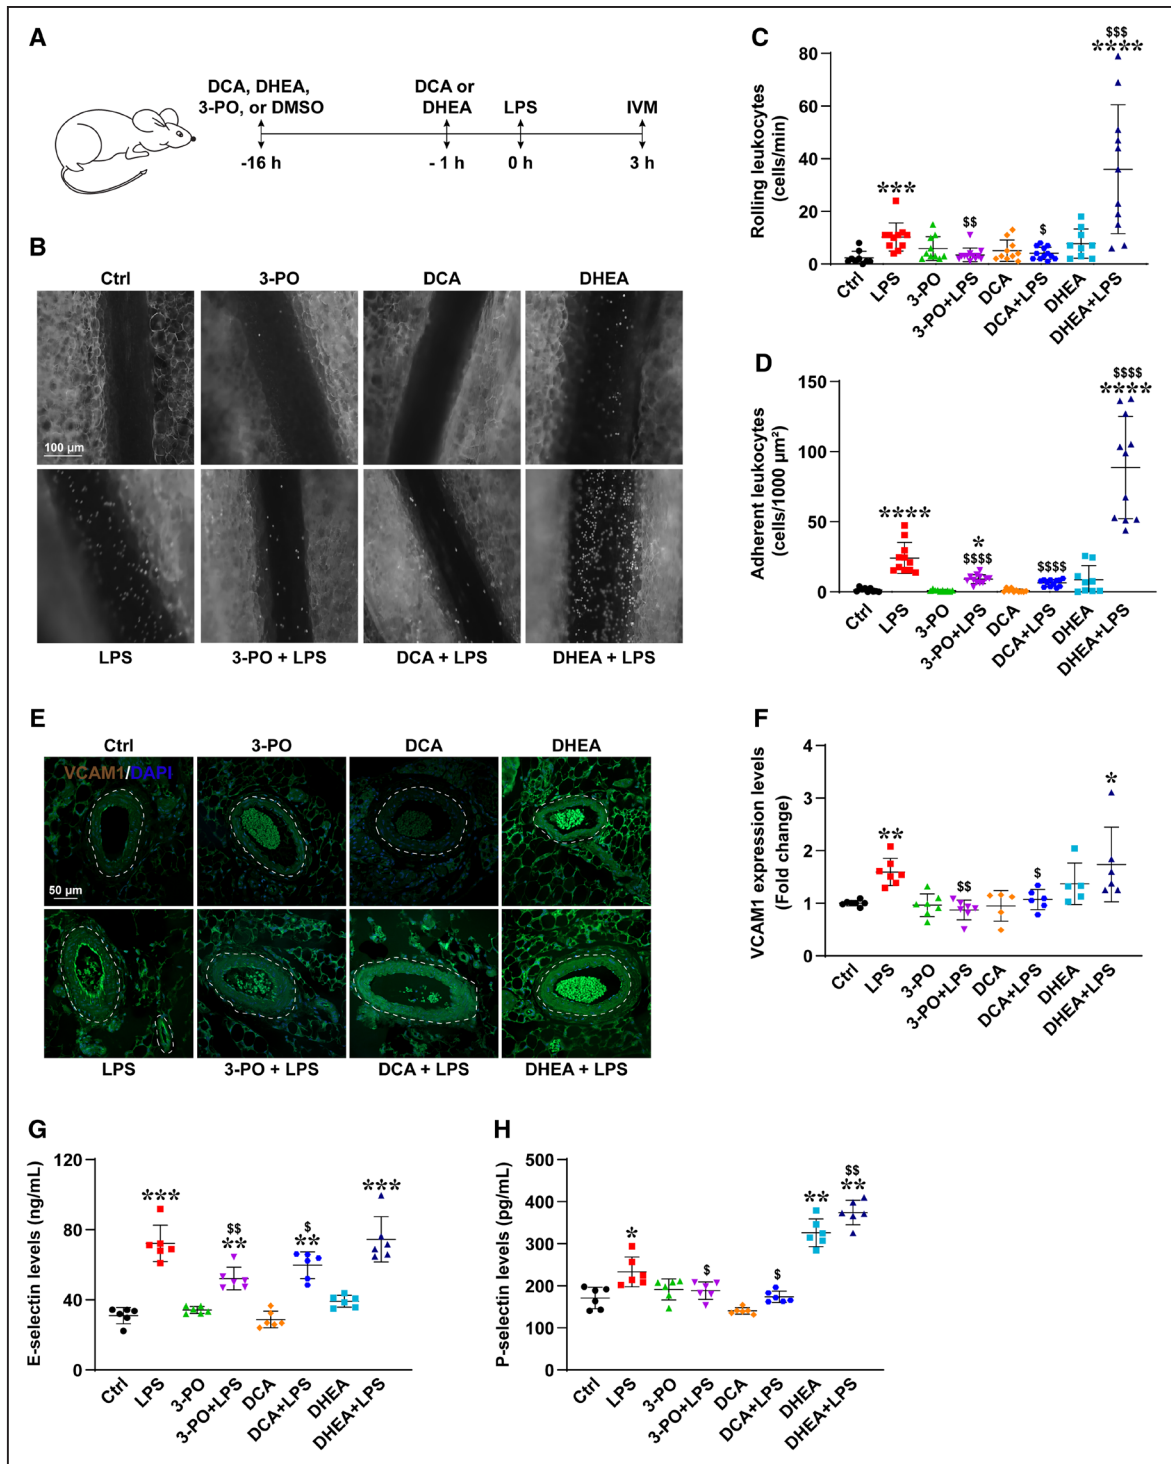 A
DCA, DHEA,
3-PO, or DMSO
DCA or
DHEA
LPS
IVM
-16 h
- 1 h
0 h
3 h
B
Ctrl
3-PO
DCA
DHEA
100 µm
LPS
3-PO + LPS
DCA + LPS
DHEA + LPS
C
Rolling leukocytes
(cells/min)
80
60
40
20
0
***
$$
$
$$$
****
Ctrl
LPS
3-PO
3-PO+LPS
DCA
DCA+LPS
DHEA
DHEA+LPS
D
Adherent leukocytes
(cells/1000 µm²)
150
100
50
0
****
*
$$$$
$$$$
$$$$
****
Ctrl
LPS
3-PO
3-PO+LPS
DCA
DCA+LPS
DHEA
DHEA+LPS
E
Ctrl
3-PO
DCA
DHEA
VCAM1/DAPI
50 µm
LPS
3-PO + LPS
DCA + LPS
DHEA + LPS
F
VCAM1 expression levels
(Fold change)
4
3
2
1
0
**
$$
$
*
Ctrl
LPS
3-PO
3-PO+LPS
DCA
DCA+LPS
DHEA
DHEA+LPS
G
E-selectin levels (ng/mL)
120
80
40
0
***
$$
**
$
**
***
Ctrl
LPS
3-PO
3-PO+LPS
DCA
DCA+LPS
DHEA
DHEA+LPS
H
P-selectin levels (pg/mL)
500
400
300
200
100
0
*
$
$
**
$$
**
Ctrl
LPS
3-PO
3-PO+LPS
DCA
DCA+LPS
DHEA
DHEA+LPS